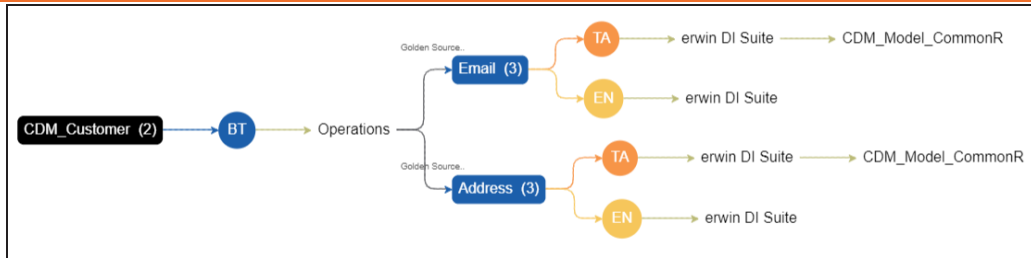 TA
erwin DI Suite
CDM_Model_CommonR
Golden Source..
Email (3)
EN
erwin DI Suite
CDM_Customer (2)
BT
Operations
TA
erwin DI Suite
CDM_Model_CommonR
Golden Source..
Address (3)
EN
erwin DI Suite